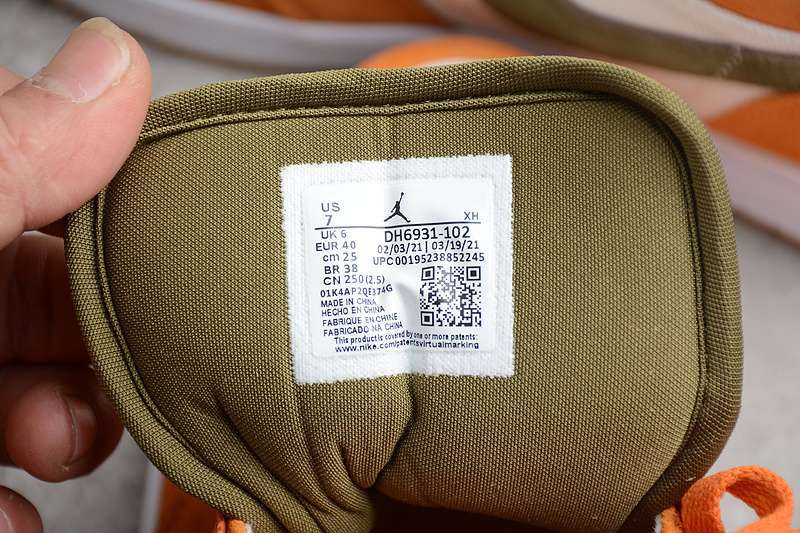 US
7
XH
UK 6
DH6931-102
EUR 40
02/03/21 | 03/19/21
cm 25
UPC 00195238852245
BR 38
CN 250(2.5)
01K4AP2QE374G
MADE IN CHINA
HECHO EN CHINA
FABRIQUE EN CHINE
FABRICADO NA CHINA
This productis covered by one or more patents:
www.nike.com/patentsvirtualmarking